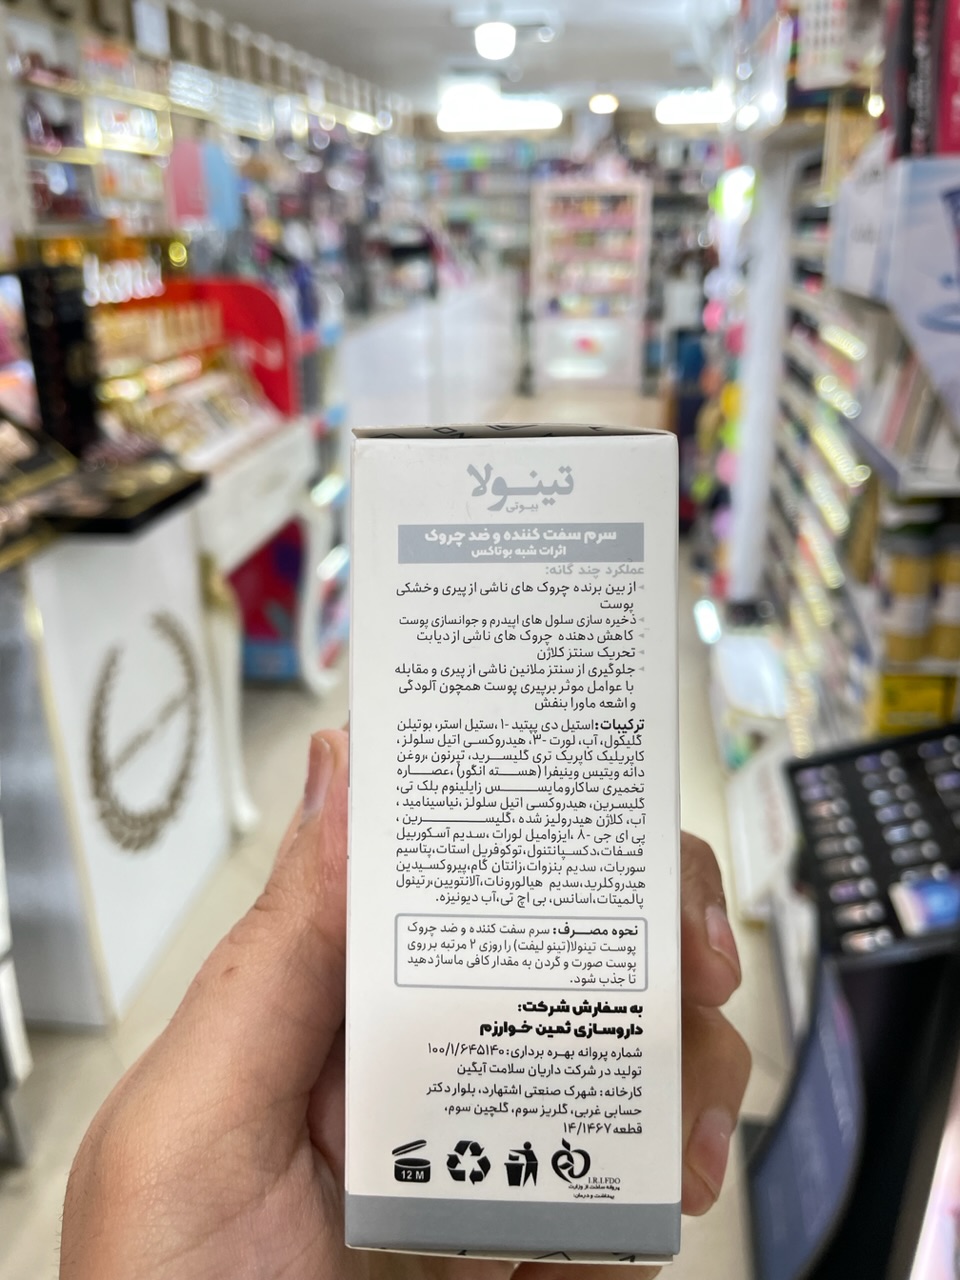 تینولا
بیوتی
سرم سفت کننده و ضد چروک
اثرات شبه بوتاکس
عملکرد چند گانه:
از بین برنده چروک های ناشی از پیری وخشکی
پوست
ذخیره سازی سلول های اپیدرم و جوانسازی پوست
کاهش دهنده چروک های ناشی از دیابت
تحریک سنتز کلاژن
جلوگیری از سنتز ملانین ناشی از پیری و مقابله
با عوامل موثر برپیری پوست همچون آلودگی
و اشعه ماورا بنفش
ترکیبات: استیل دی پپتید -۱ ،ستیل استر، بوتیلن
گلیکول، آب، لورت -۳، هیدروکسی اتیل سلولز،
کاپریلیک کاپریک تری گلیسرید، تیرنون ،روغن
دانه ویتیس وینیفرا (هسته انگور) ،عصاره
تخمیری ساکارومایسس زایلینوم بلک تی،
گلیسرین، هیدروکسی اتیل سلولز ،نیاسینامید ،
آب، کلاژن هیدرولیز شده ،گلیسرین ،
پی ای جی -۸ ،ایزوامیل لورات ،سدیم آسکوربیل
فسفات،دکسپانتنول،توکوفریل استات،پتاسیم
سوربات، سدیم بنزوات،زانتان گام،پیروکسیدین
هیدروکلرید،سدیم هیالورونات،آلانتویین،رتینول
پالمیتات،اسانس، بی اچ تی،آب دیونیزه.
نحوه مصرف: سرم سفت کننده و ضد چروک
پوست تینولا(تینو لیفت) را روزی ۲ مرتبه بر روی
پوست صورت و گردن به مقدار کافی ماساژ دهید
تا جذب شود.
به سفارش شرکت:
داروسازی ثمین خوارزم
شماره پروانه بهره برداری: ۱۰۰/۱/۶۴۵۱۴۰
تولید در شرکت داریان سلامت آیگین
کارخانه: شهرک صنعتی اشتهارد، بلوار دکتر
حسابی غربی، گلریز سوم، گلچین سوم،
قطعه ۱۴/۱۴۶۷
12 M
I.R.I.FDO
پروانه ساخت از وزارت
بهداشت و درمان: